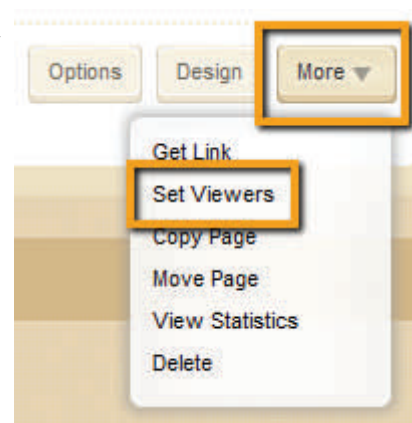 Options Design More
Get Link
Set Viewers
Copy Page
Move Page
View Statistics
Delete